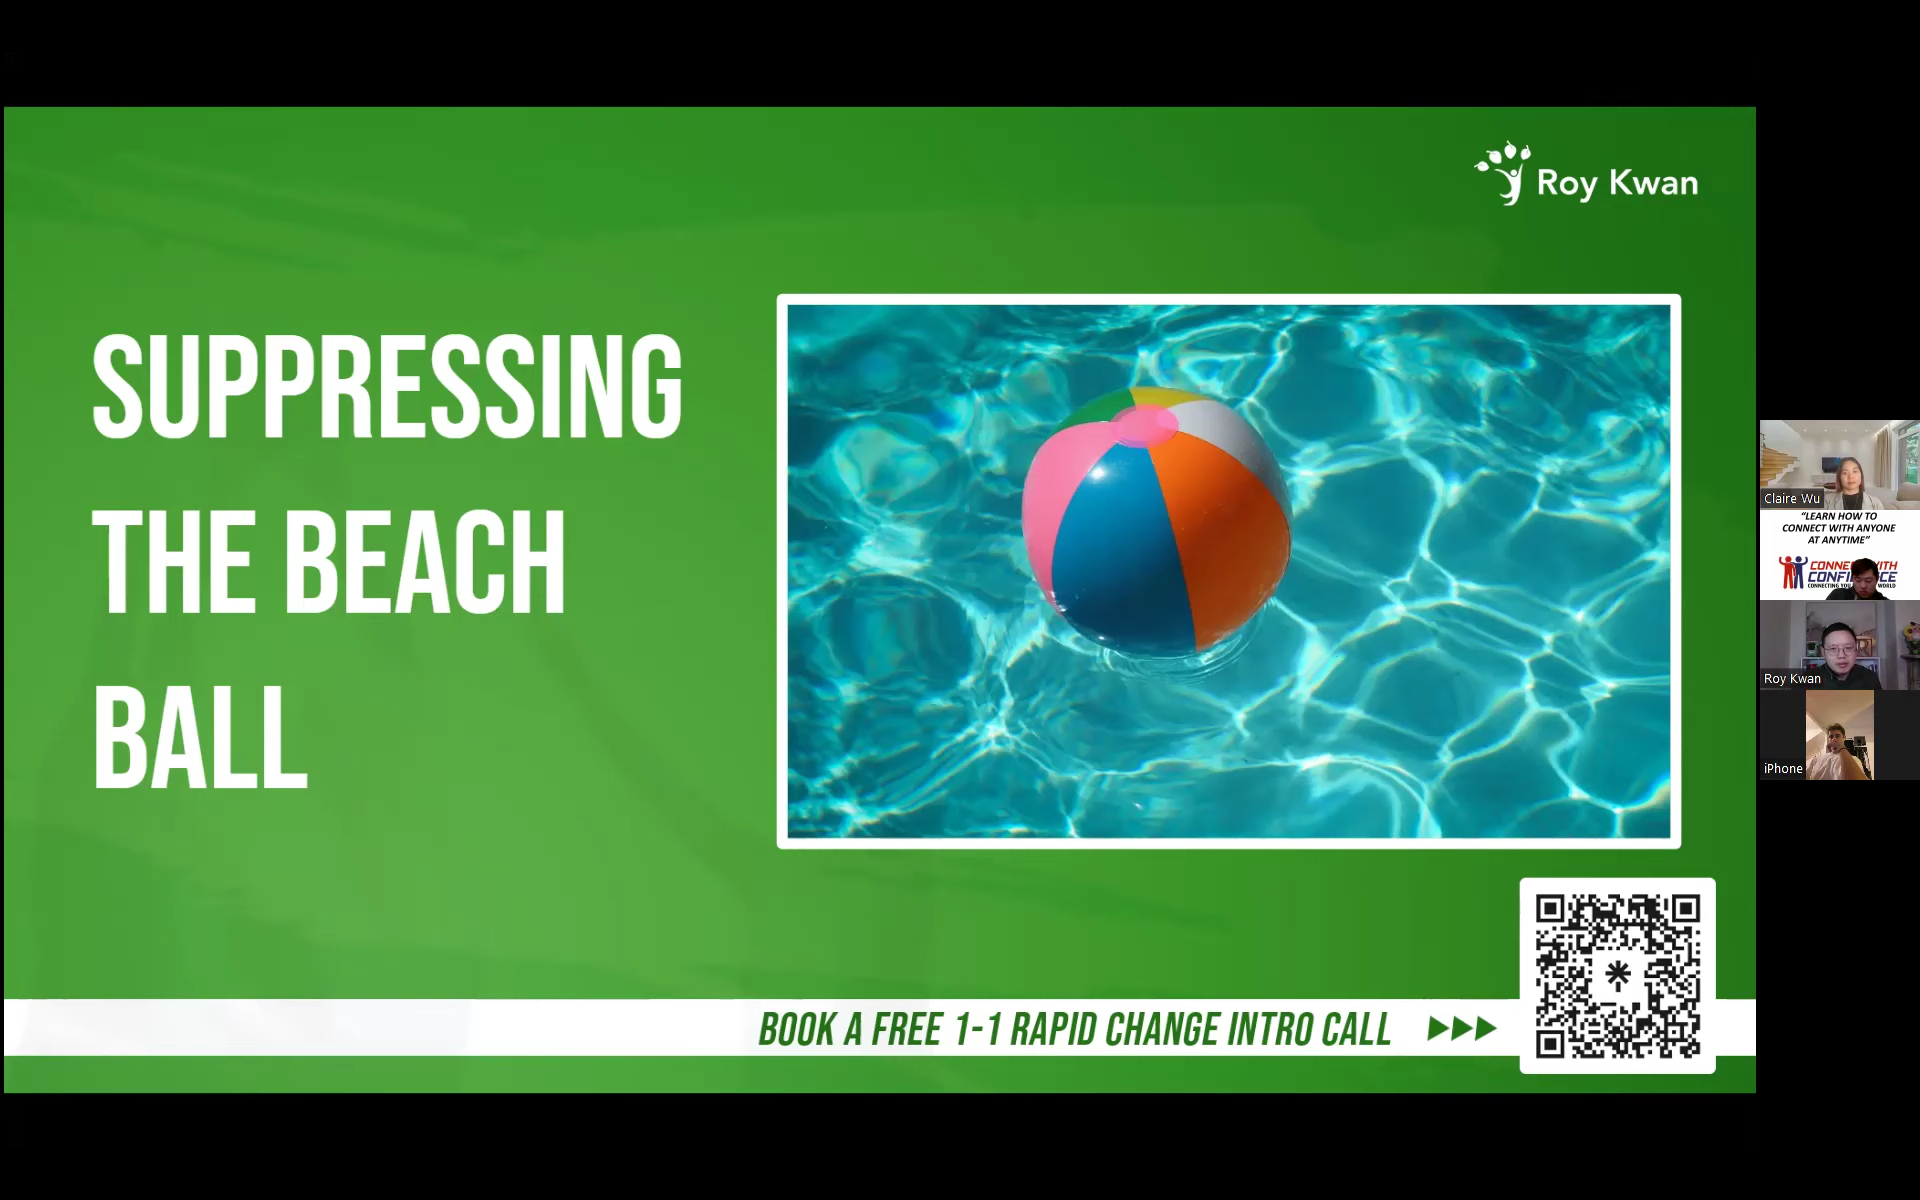 Roy Kwan
SUPPRESSING
THE BEACH
BALL
BOOK A FREE 1-1 RAPID CHANGE INTRO CALL
Claire Wu
“LEARN HOW TO
CONNECT WITH ANYONE
AT ANYTIME”
Roy Kwan
iPhone